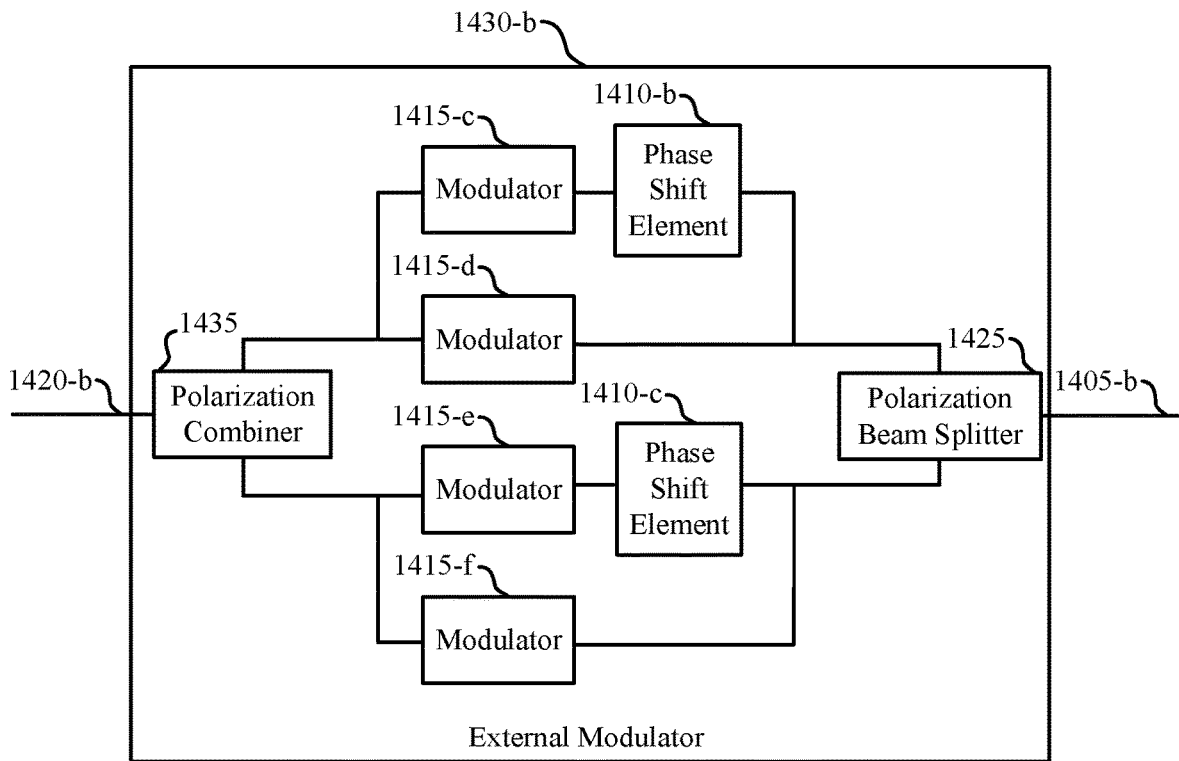 1430-b
1410-b
1415-c
Phase
Shift
Element
Modulator
1415-d
Modulator
1435
1425
1420-b
1405-b
Polarization
Combiner
1410-c
Polarization
Beam Splitter
1415-e
Phase
Shift
Element
Modulator
1415-f
Modulator
External Modulator